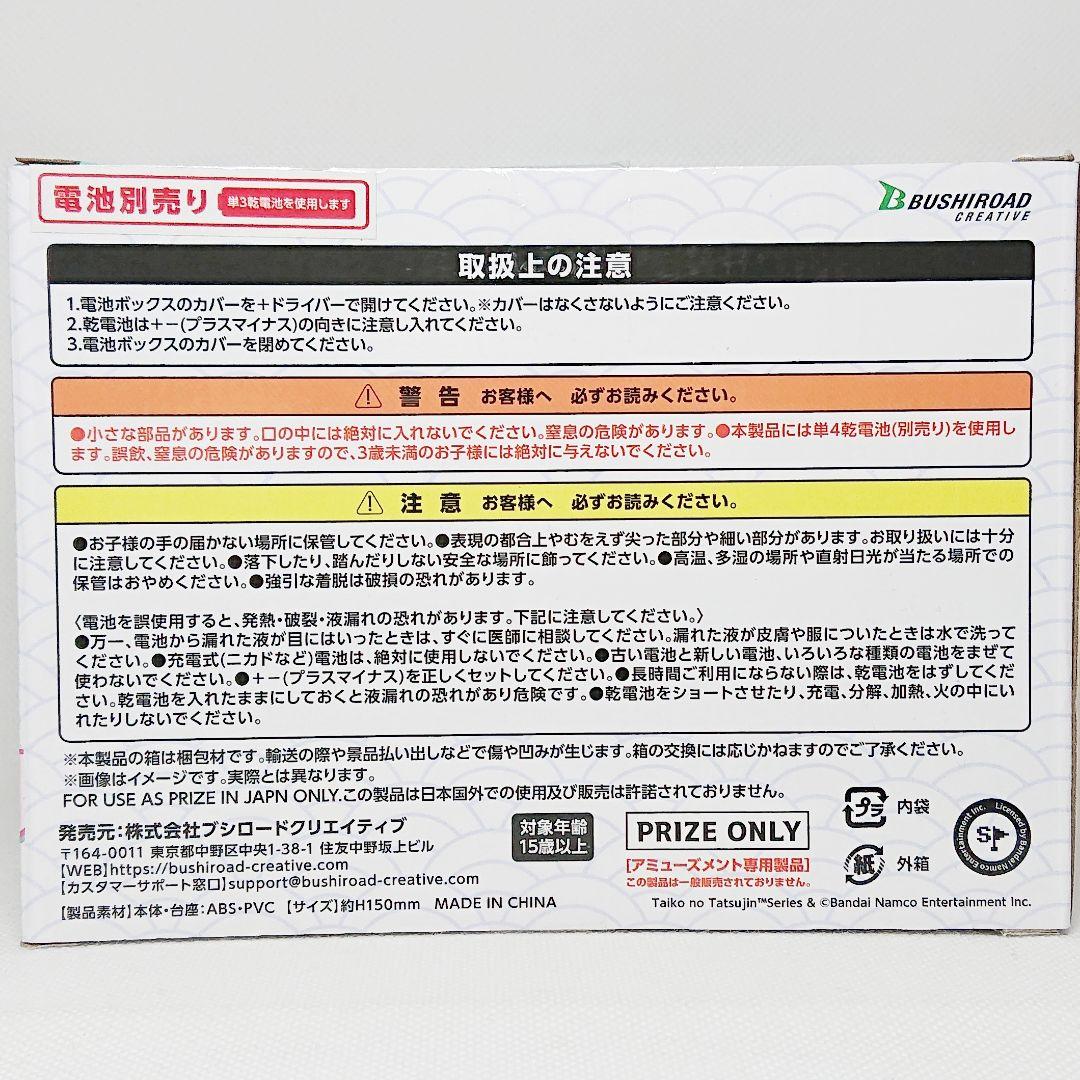 電池別売り 単3乾電池を使用します
BUSHIROAD
CREATIVE
取扱上の注意
1.電池ボックスのカバーを+ドライバーで開けてください。※カバーはなくさないようにご注意ください。
2.乾電池は+-(プラスマイナス)の向きに注意し入れてください。
3.電池ボックスのカバーを閉めてください。
警 告 お客様へ 必ずお読みください。
●小さな部品があります。口の中には絶対に入れないでください。窒息の危険があります。●本製品には単4乾電池(別売り)を使用し
ます。誤飲、窒息の危険がありますので、3歳未満のお子様には絶対に与えないでください。
注 意 お客様へ 必ずお読みください。
●お子様の手の届かない場所に保管してください。●表現の都合上やむをえず尖った部分や細い部分があります。お取り扱いには十分
に注意してください。●落下したり、踏んだりしない安全な場所に飾ってください。●高温、多湿の場所や直射日光が当たる場所での
保管はおやめください。●強引な着脱は破損の恐れがあります。
〈電池を誤使用すると、発熱・破裂・液漏れの恐れがあります。下記に注意してください。〉
●万一、電池から漏れた液が目にはいったときは、すぐに医師に相談してください。漏れた液が皮膚や服についたときは水で洗って
ください。●充電式(ニカドなど)電池は、絶対に使用しないでください。●古い電池と新しい電池、いろいろな種類の電池をまぜて
使わないでください。●+-(プラスマイナス)を正しくセットしてください。●長時間ご利用にならない際は、乾電池をはずしてくだ
さい。乾電池を入れたままにしておくと液漏れの恐れがあり危険です。●乾電池をショートさせたり、充電、分解、加熱、火の中にい
れたりしないでください。
※本製品の箱は梱包材です。輸送の際や景品払い出しなどで傷や凹みが生じます。箱の交換には応じかねますのでご了承ください。
※画像はイメージです。実際とは異なります。
FOR USE AS PRIZE IN JAPN ONLY.この製品は日本国外での使用及び販売は許諾されておりません。
発売元:株式会社ブシロードクリエイティブ
〒164-0011 東京都中野区中央1-38-1 住友中野坂上ビル
【WEB】https://bushiroad-creative.com
【カスタマーサポート窓口】support@bushiroad-creative.com
【製品素材】本体・台座:ABS・PVC 【サイズ】約H150mm MADE IN CHINA
対象年齢
15歳以上
PRIZE ONLY
[アミューズメント専用製品]
この製品は一般販売されておりません。
プラ 内袋
紙 外箱
Licensed by Bandai Namco Entertainment Inc.
SP
Taiko no Tatsujin™Series & ©Bandai Namco Entertainment Inc.